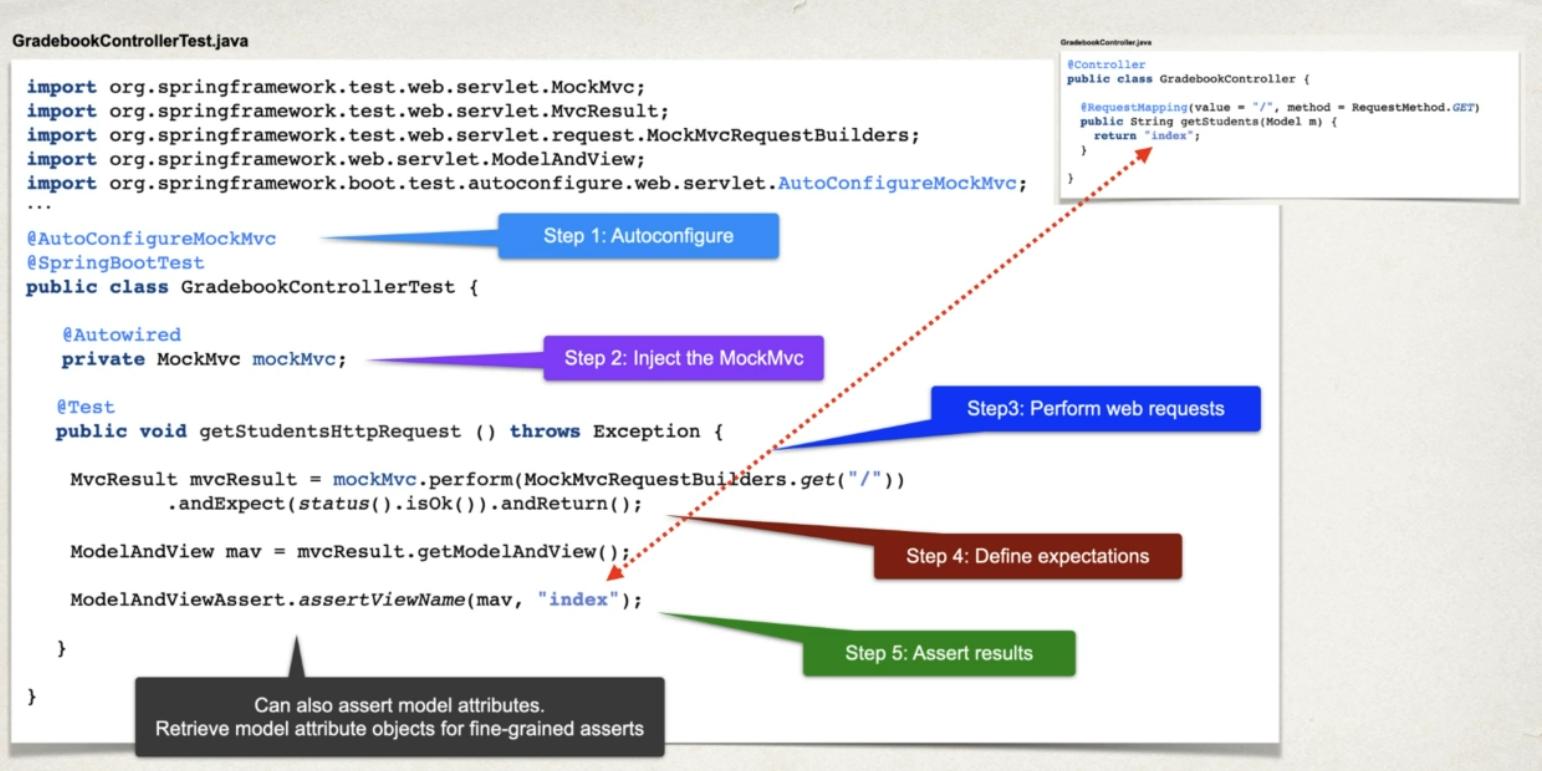 GradebookControllerTest.java
import org.springframework.test.web.servlet.MockMvc;
import org.springframework.test.web.servlet.MvcResult;
import org.springframework.test.web.servlet.request.MockMvcRequestBuilders;
import org.springframework.web.servlet.ModelAndView;
import org.springframework.boot.test.autoconfigure.web.servlet.AutoConfigureMockMvc;
...
@AutoConfigureMockMvc
Step 1: Autoconfigure
@SpringBootTest
public class GradebookControllerTest {
@Autowired
private MockMvc mockMvc;
Step 2: Inject the MockMvc
@Test
public void getStudentsHttpRequest () throws Exception {
Step3: Perform web requests
MvcResult mvcResult = mockMvc.perform(MockMvcRequestBuilders.get("/"))
.andExpect(status().isOk()).andReturn();
Step 4: Define expectations
ModelAndView mav = mvcResult.getModelAndView();
ModelAndViewAssert.assertViewName(mav, "index");
Step 5: Assert results
}
}
Can also assert model attributes.
Retrieve model attribute objects for fine-grained asserts
GradebookController.java
@Controller
public class GradebookController {
@RequestMapping(value = "/", method = RequestMethod.GET)
public String getStudents(Model m) {
return "index";
}
}